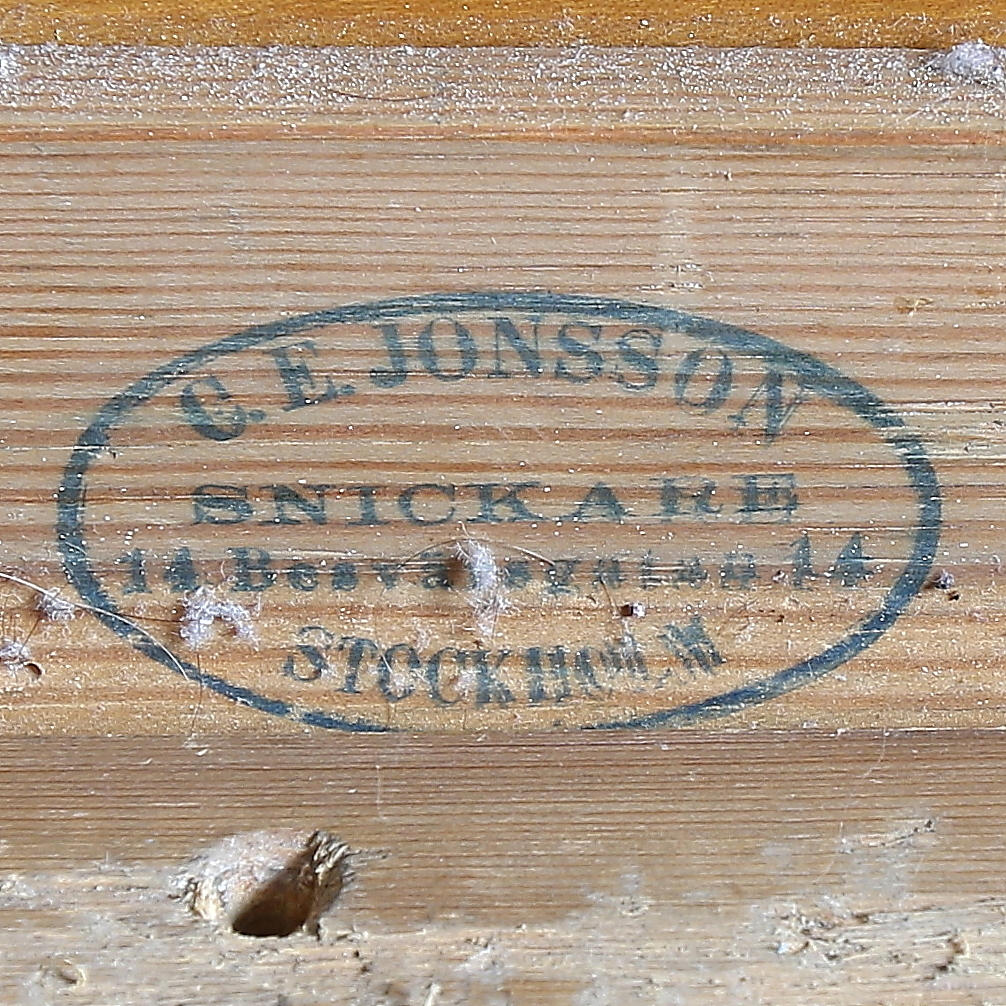 C. E. JONSSON
SNICKARE
14 14
STOCKHOLM